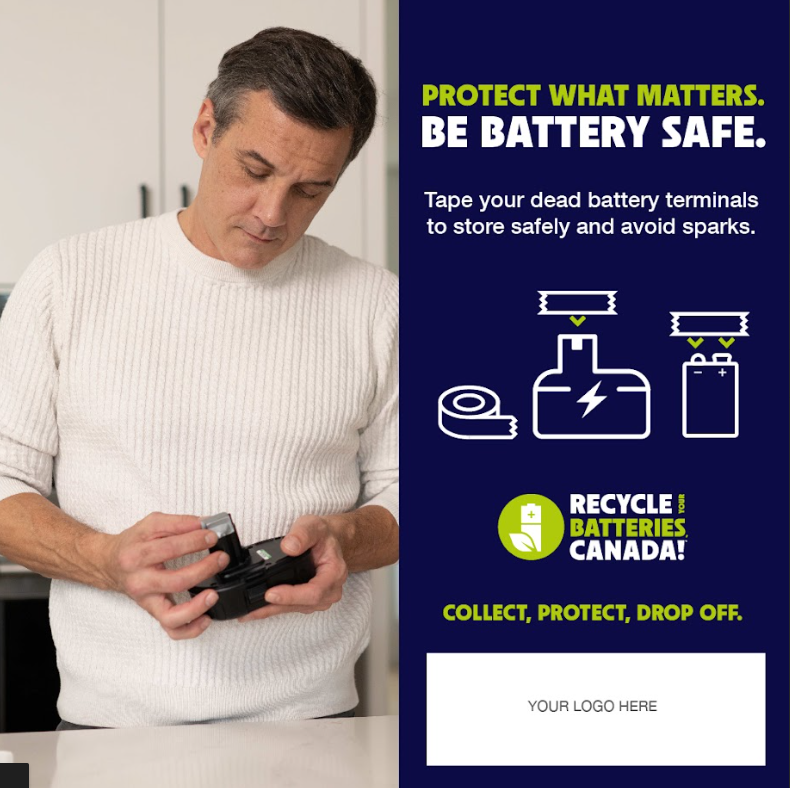 PROTECT WHAT MATTERS.
BE BATTERY SAFE.
Tape your dead battery terminals
to store safely and avoid sparks.
- +
+
RECYCLE YOUR
BATTERIES
CANADA!
COLLECT, PROTECT, DROP OFF.
YOUR LOGO HERE